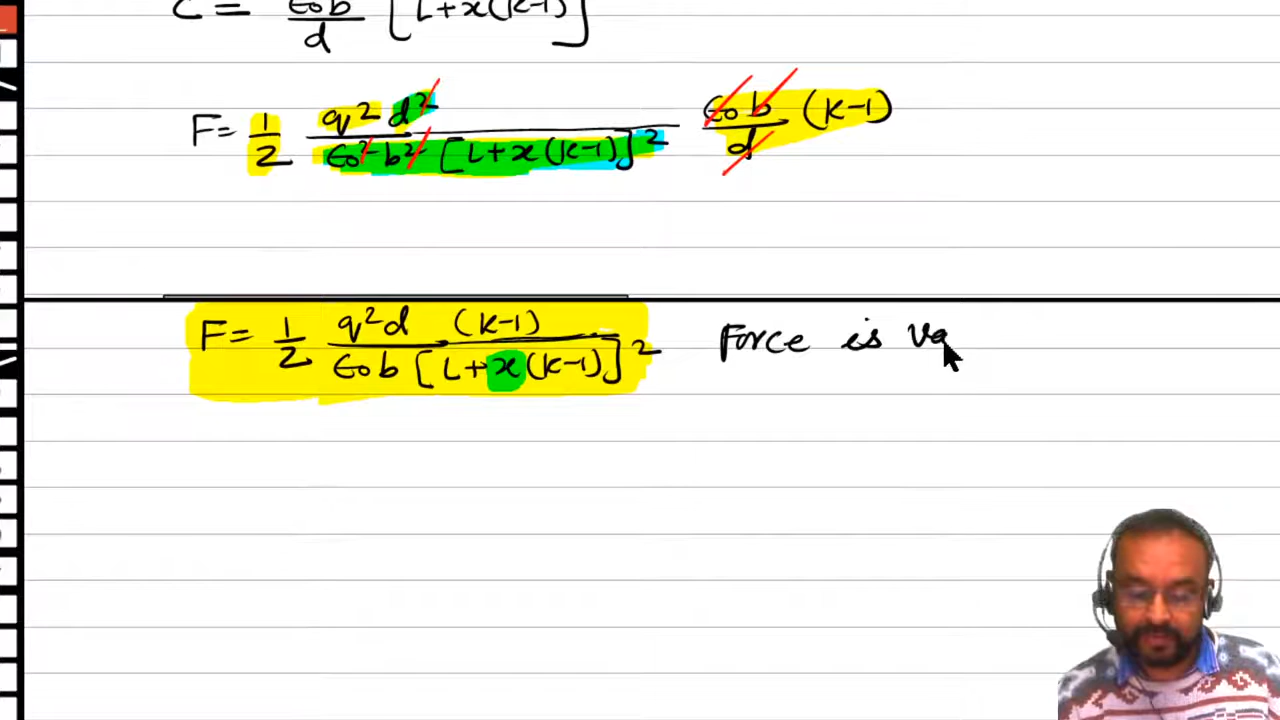 C = ϵ₀b/d [L+x(K-1)]
F = 1/2 q²d²/ϵ₀²b²[L+x(K-1)]² ϵ₀b/d (K-1)
F = 1/2 q²d (K-1)/ϵ₀b[L+x(K-1)]² Force is va